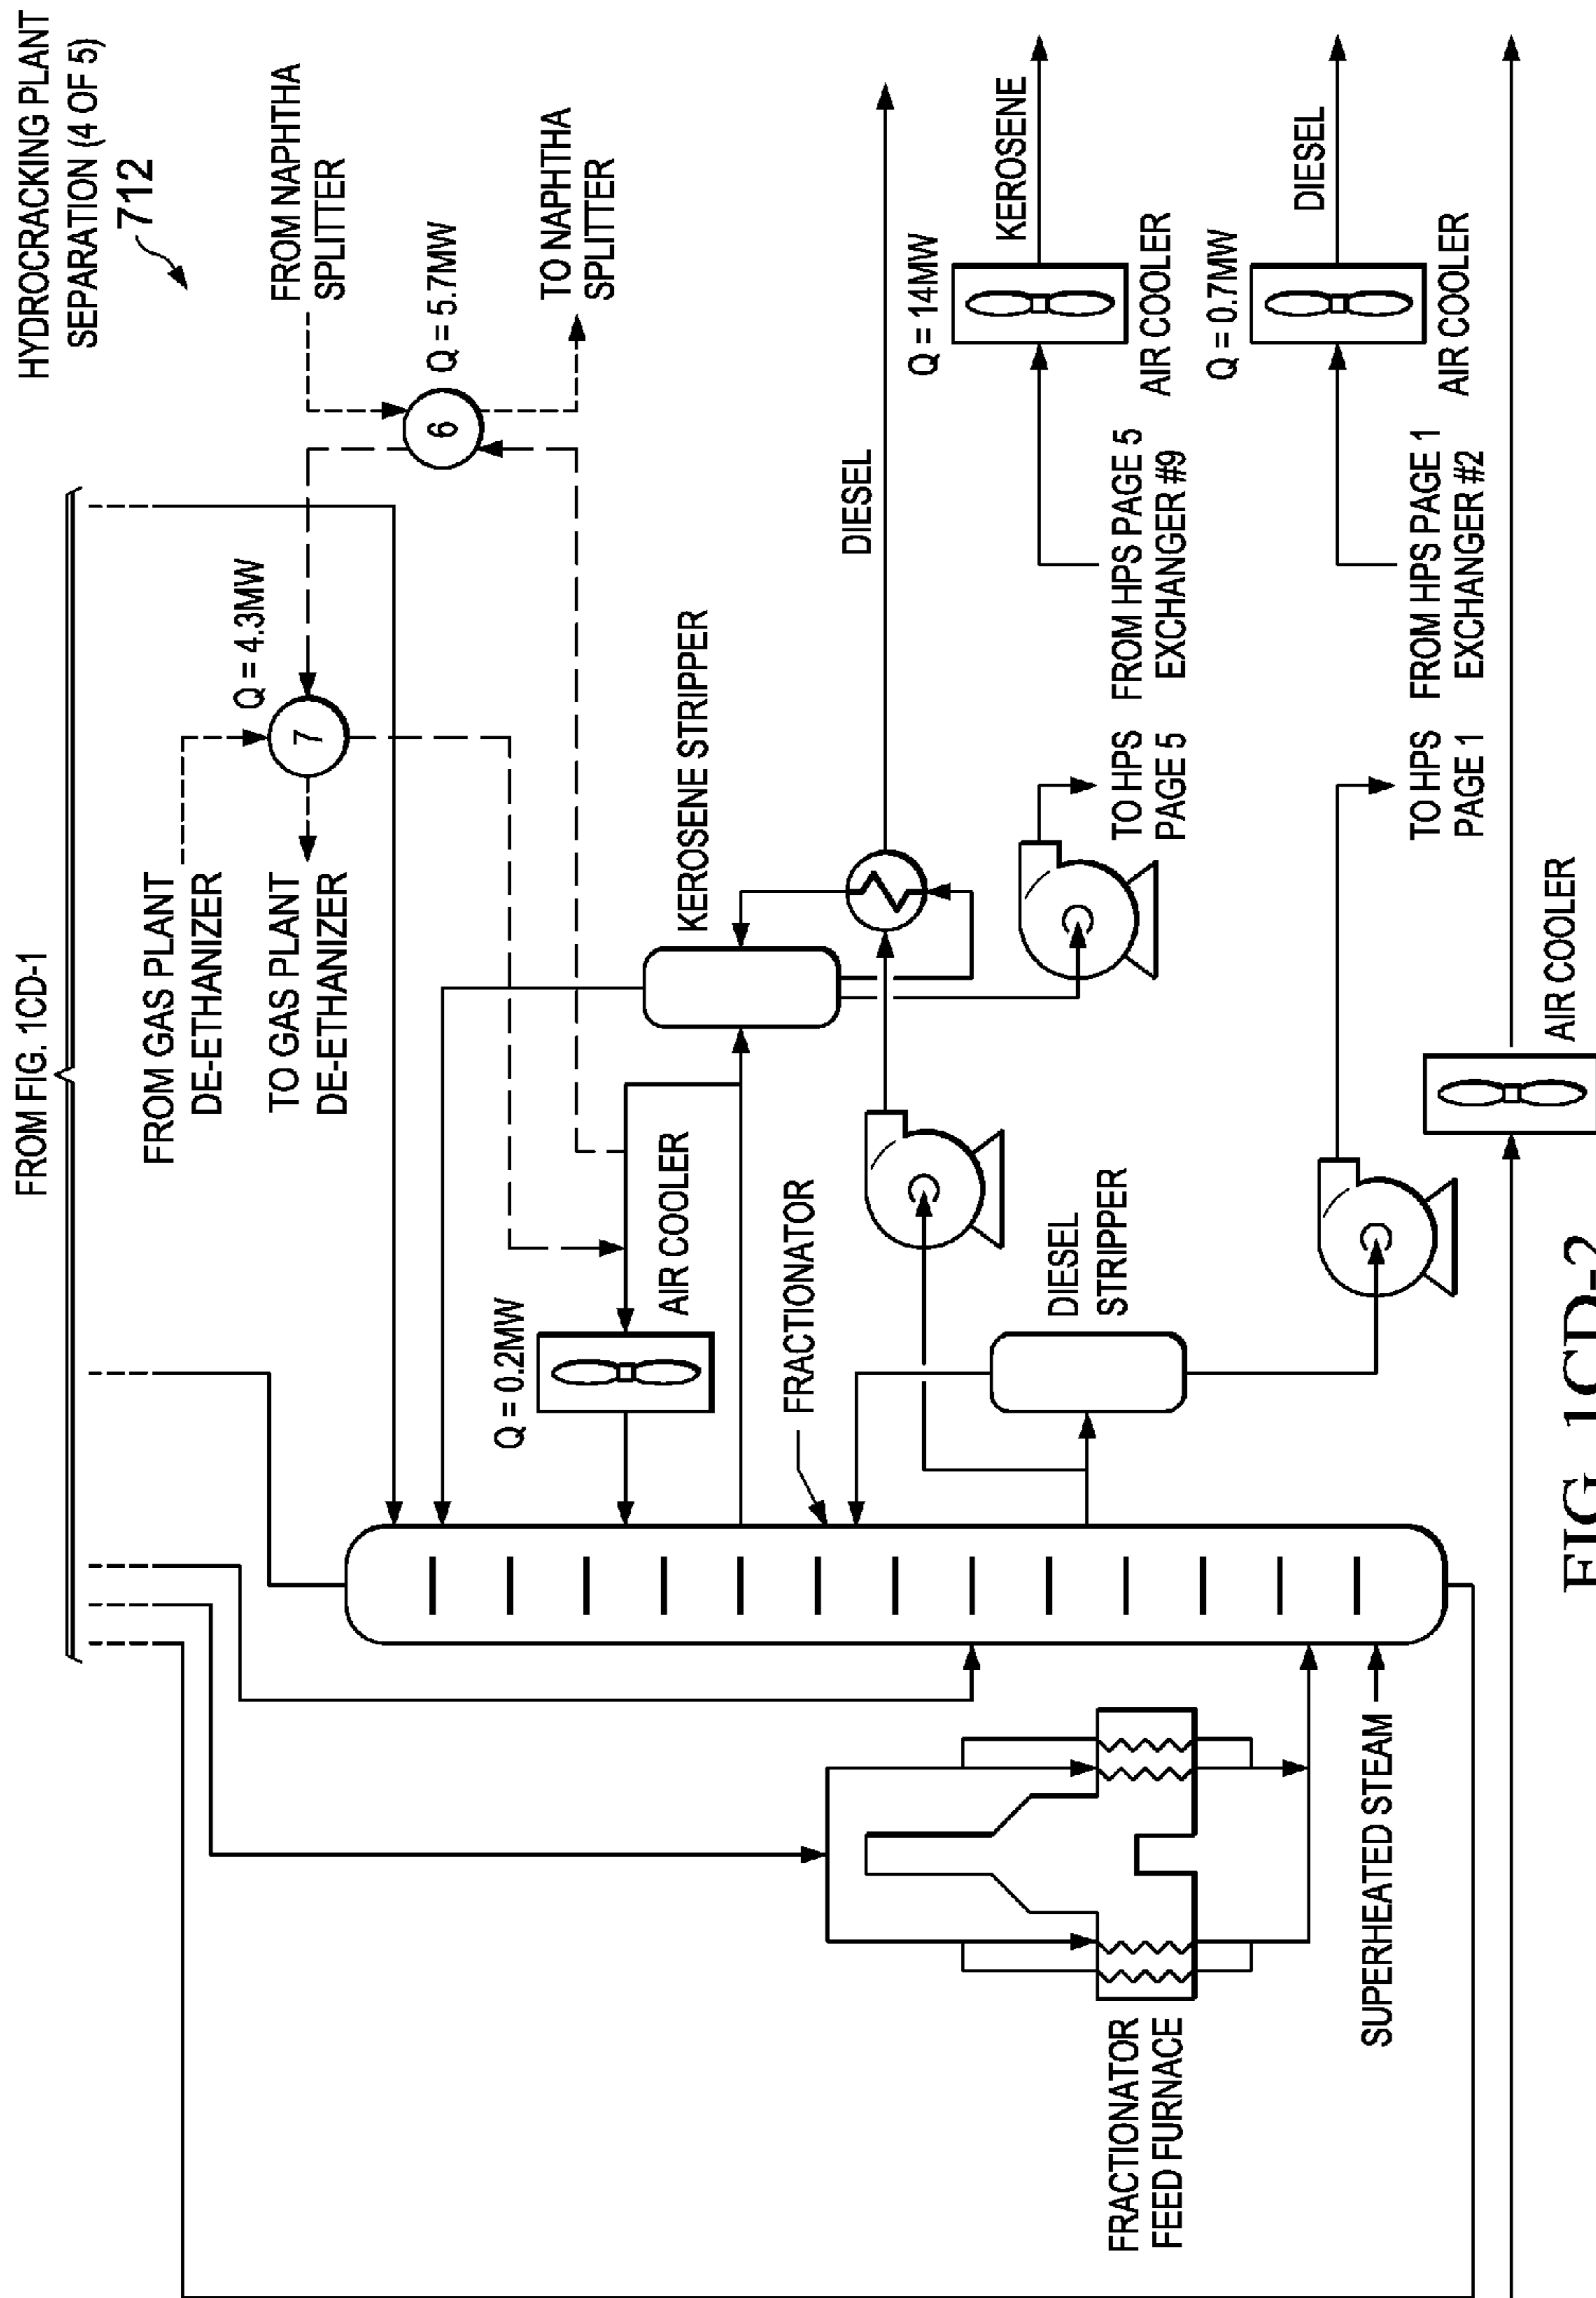 HYDROCRACKING PLANT
SEPARATION (4 OF 5)
712
FROM FIG. 1CD-1
FROM NAPHTHA
SPLITTER
Q = 5.7MW
6
TO NAPHTHA
SPLITTER
Q = 4.3MW
7
FROM GAS PLANT
DE-ETHANIZER
TO GAS PLANT
DE-ETHANIZER
KEROSENE STRIPPER
DIESEL
Q = 14MW
KEROSENE
AIR COOLER
FROM HPS PAGE 5
EXCHANGER #9
TO HPS
PAGE 5
Q = 0.7MW
DIESEL
AIR COOLER
FROM HPS PAGE 1
EXCHANGER #2
TO HPS
PAGE 1
Q = 0.2MW
AIR COOLER
FRACTIONATOR
DIESEL
STRIPPER
AIR COOLER
FRACTIONATOR
FEED FURNACE
SUPERHEATED STEAM
FIG. 1CD-2